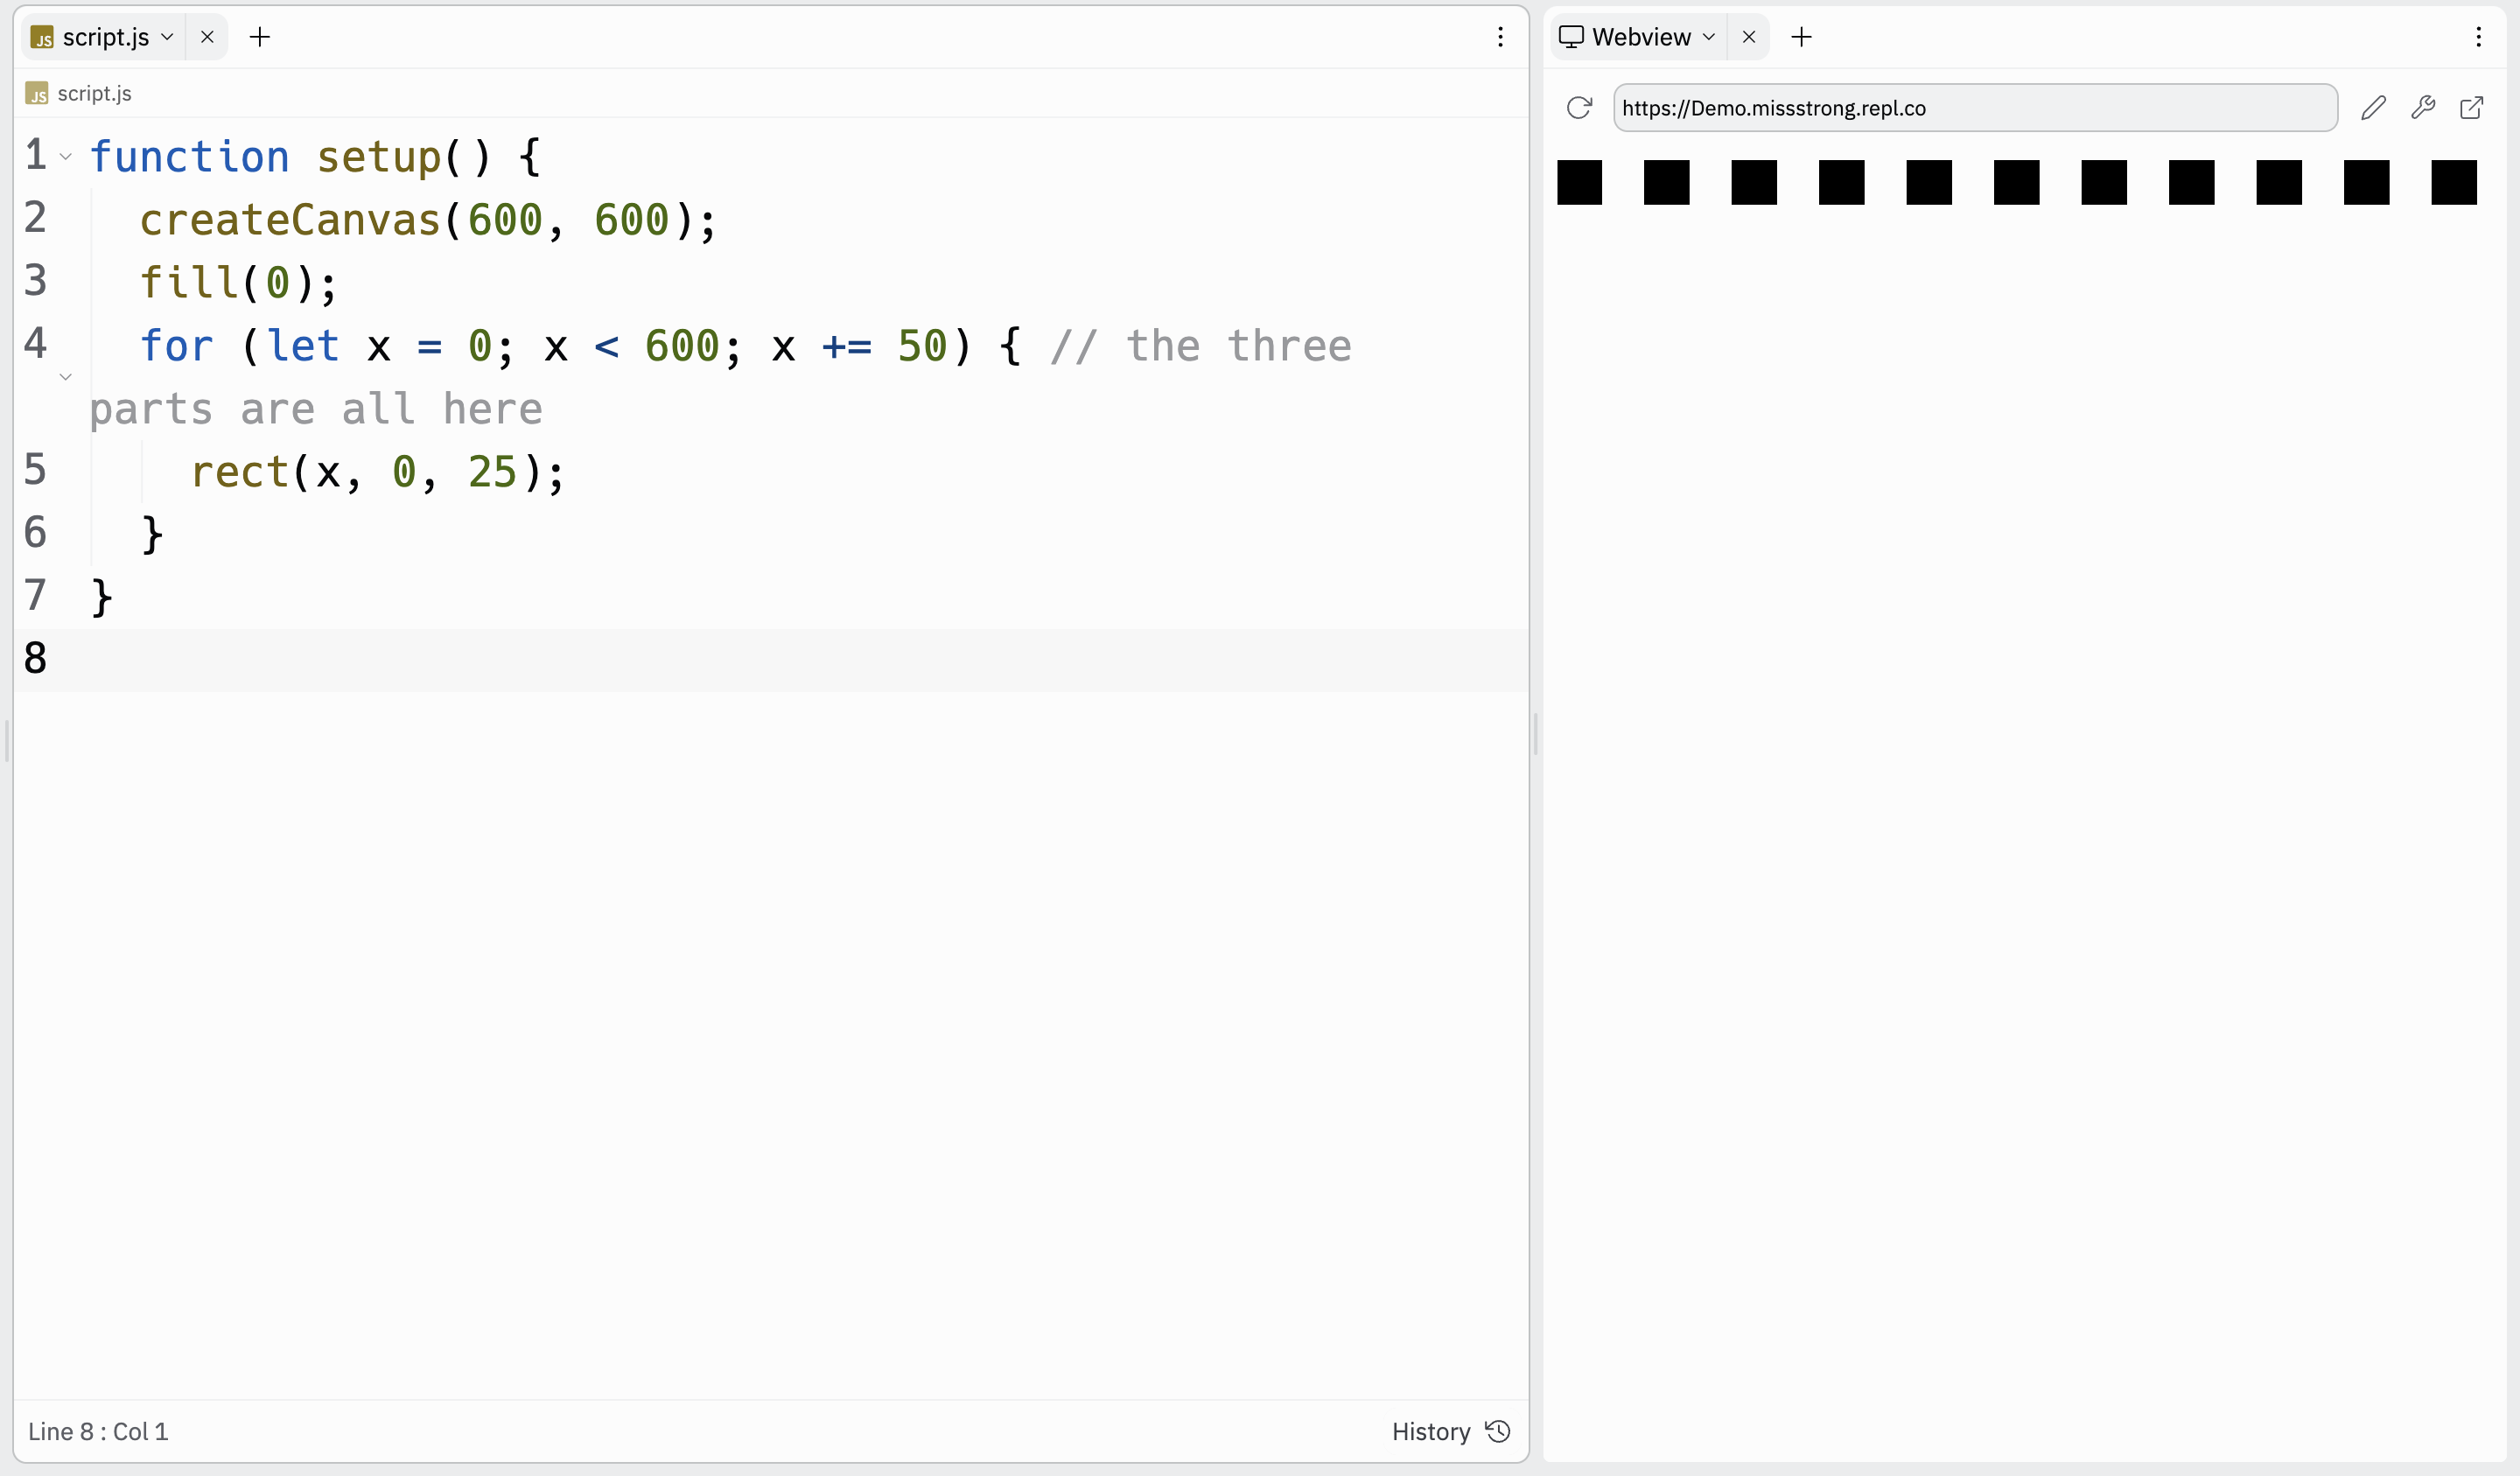 JS script.js
JS script.js
1 function setup() {
2 createCanvas(600, 600);
3 fill(0);
4 for (let x = 0; x < 600; x += 50) { // the three
parts are all here
5 rect(x, 0, 25);
6 }
7 }
8
Line 8 : Col 1
History
Webview
https://Demo.missstrong.repl.co